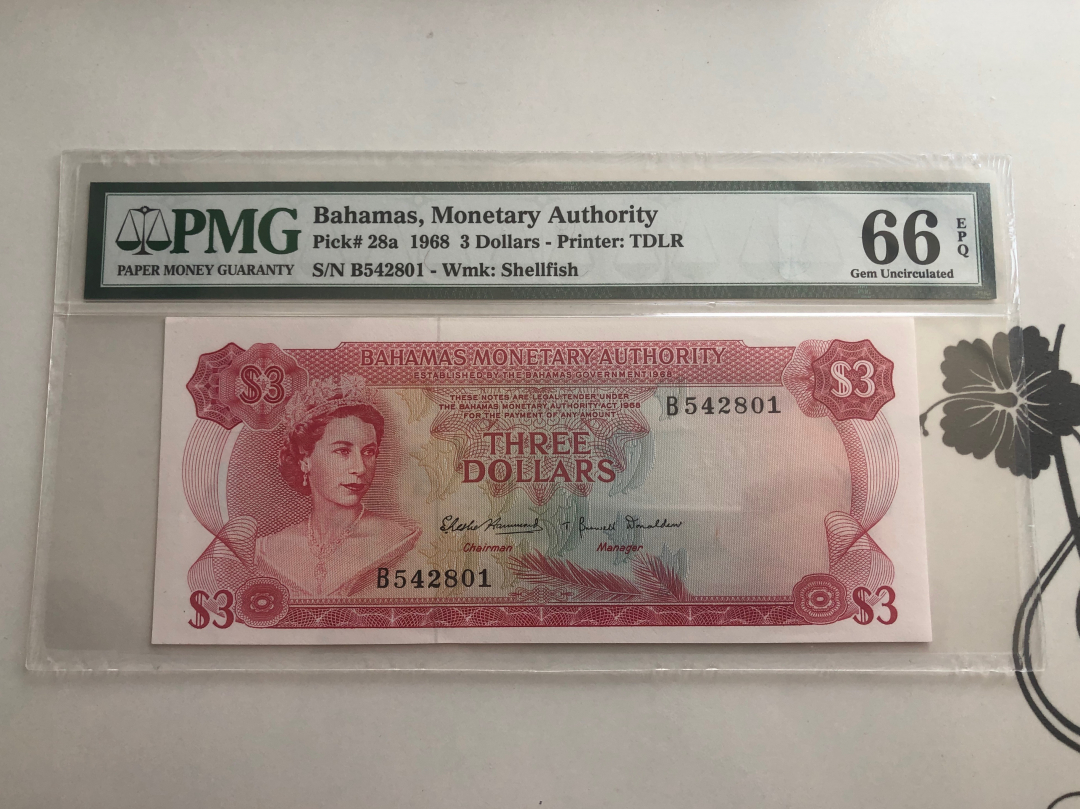 PMG
PAPER MONEY GUARANTY
Bahamas, Monetary Authority
Pick# 28a 1968 3 Dollars - Printer: TDLR
S/N B542801 - Wmk: Shellfish
66
EPQ
Gem Uncirculated
BAHAMAS MONETARY AUTHORITY
ESTABLISHED BY THE BAHAMAS GOVERNMENT 1968
$3
$3
THESE NOTES ARE LEGAL TENDER UNDER
THE BAHAMAS MONETARY AUTHORITY ACT 1968
FOR THE PAYMENT OF ANY AMOUNT
B542801
THREE
DOLLARS
Chairman
Manager
B542801
$3
$3